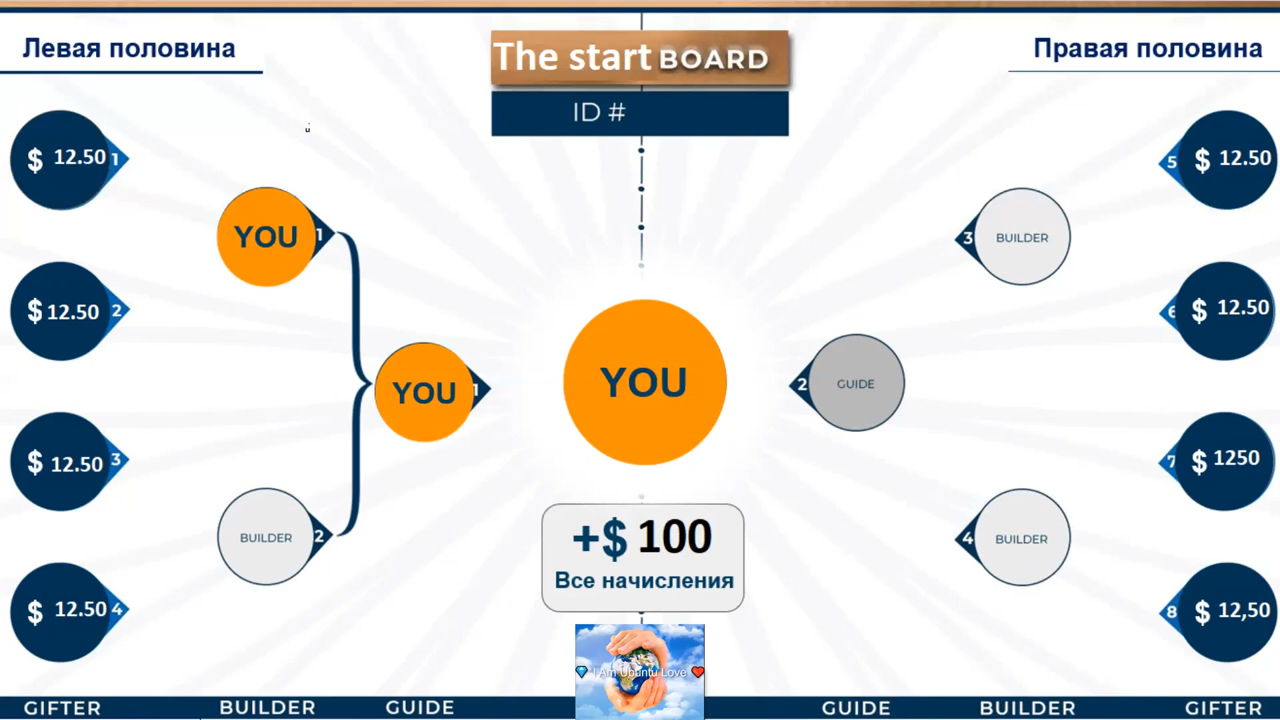 Левая половина
The start BOARD
Правая половина
ID #
$ 12.50 1
5 $ 12.50
YOU 1
3 BUILDER
$ 12.50 2
6 $ 12.50
YOU 1
YOU
2 GUIDE
$ 12.50 3
7 $ 1250
BUILDER 2
4 BUILDER
+$ 100
Все начисления
$ 12.50 4
8 $ 12,50
I Am Ubuntu Love
GIFTER BUILDER GUIDE GUIDE BUILDER GIFTER